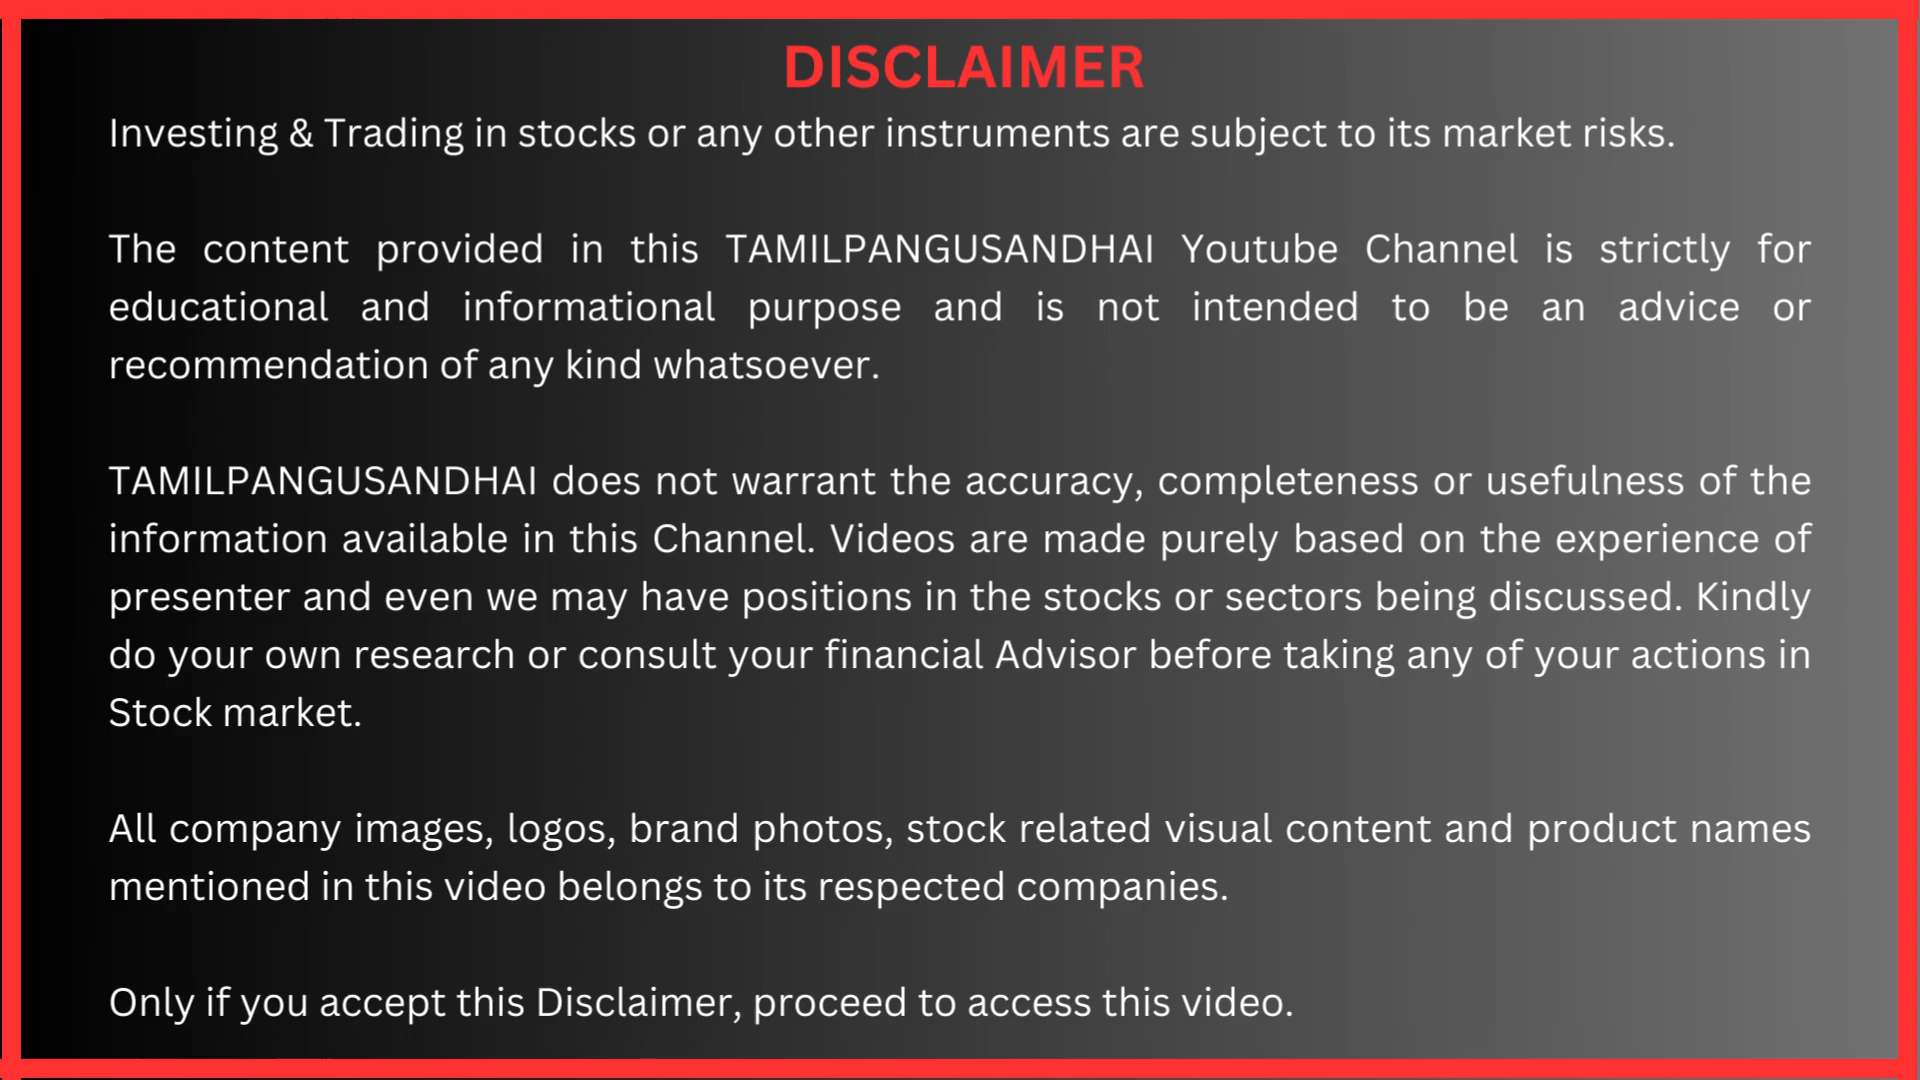 DISCLAIMER
Investing & Trading in stocks or any other instruments are subject to its market risks.
The content provided in this TAMILPANGUSANDHAI Youtube Channel is strictly for
educational and informational purpose and is not intended to be an advice or
recommendation of any kind whatsoever.
TAMILPANGUSANDHAI does not warrant the accuracy, completeness or usefulness of the
information available in this Channel. Videos are made purely based on the experience of
presenter and even we may have positions in the stocks or sectors being discussed. Kindly
do your own research or consult your financial Advisor before taking any of your actions in
Stock market.
All company images, logos, brand photos, stock related visual content and product names
mentioned in this video belongs to its respected companies.
Only if you accept this Disclaimer, proceed to access this video.